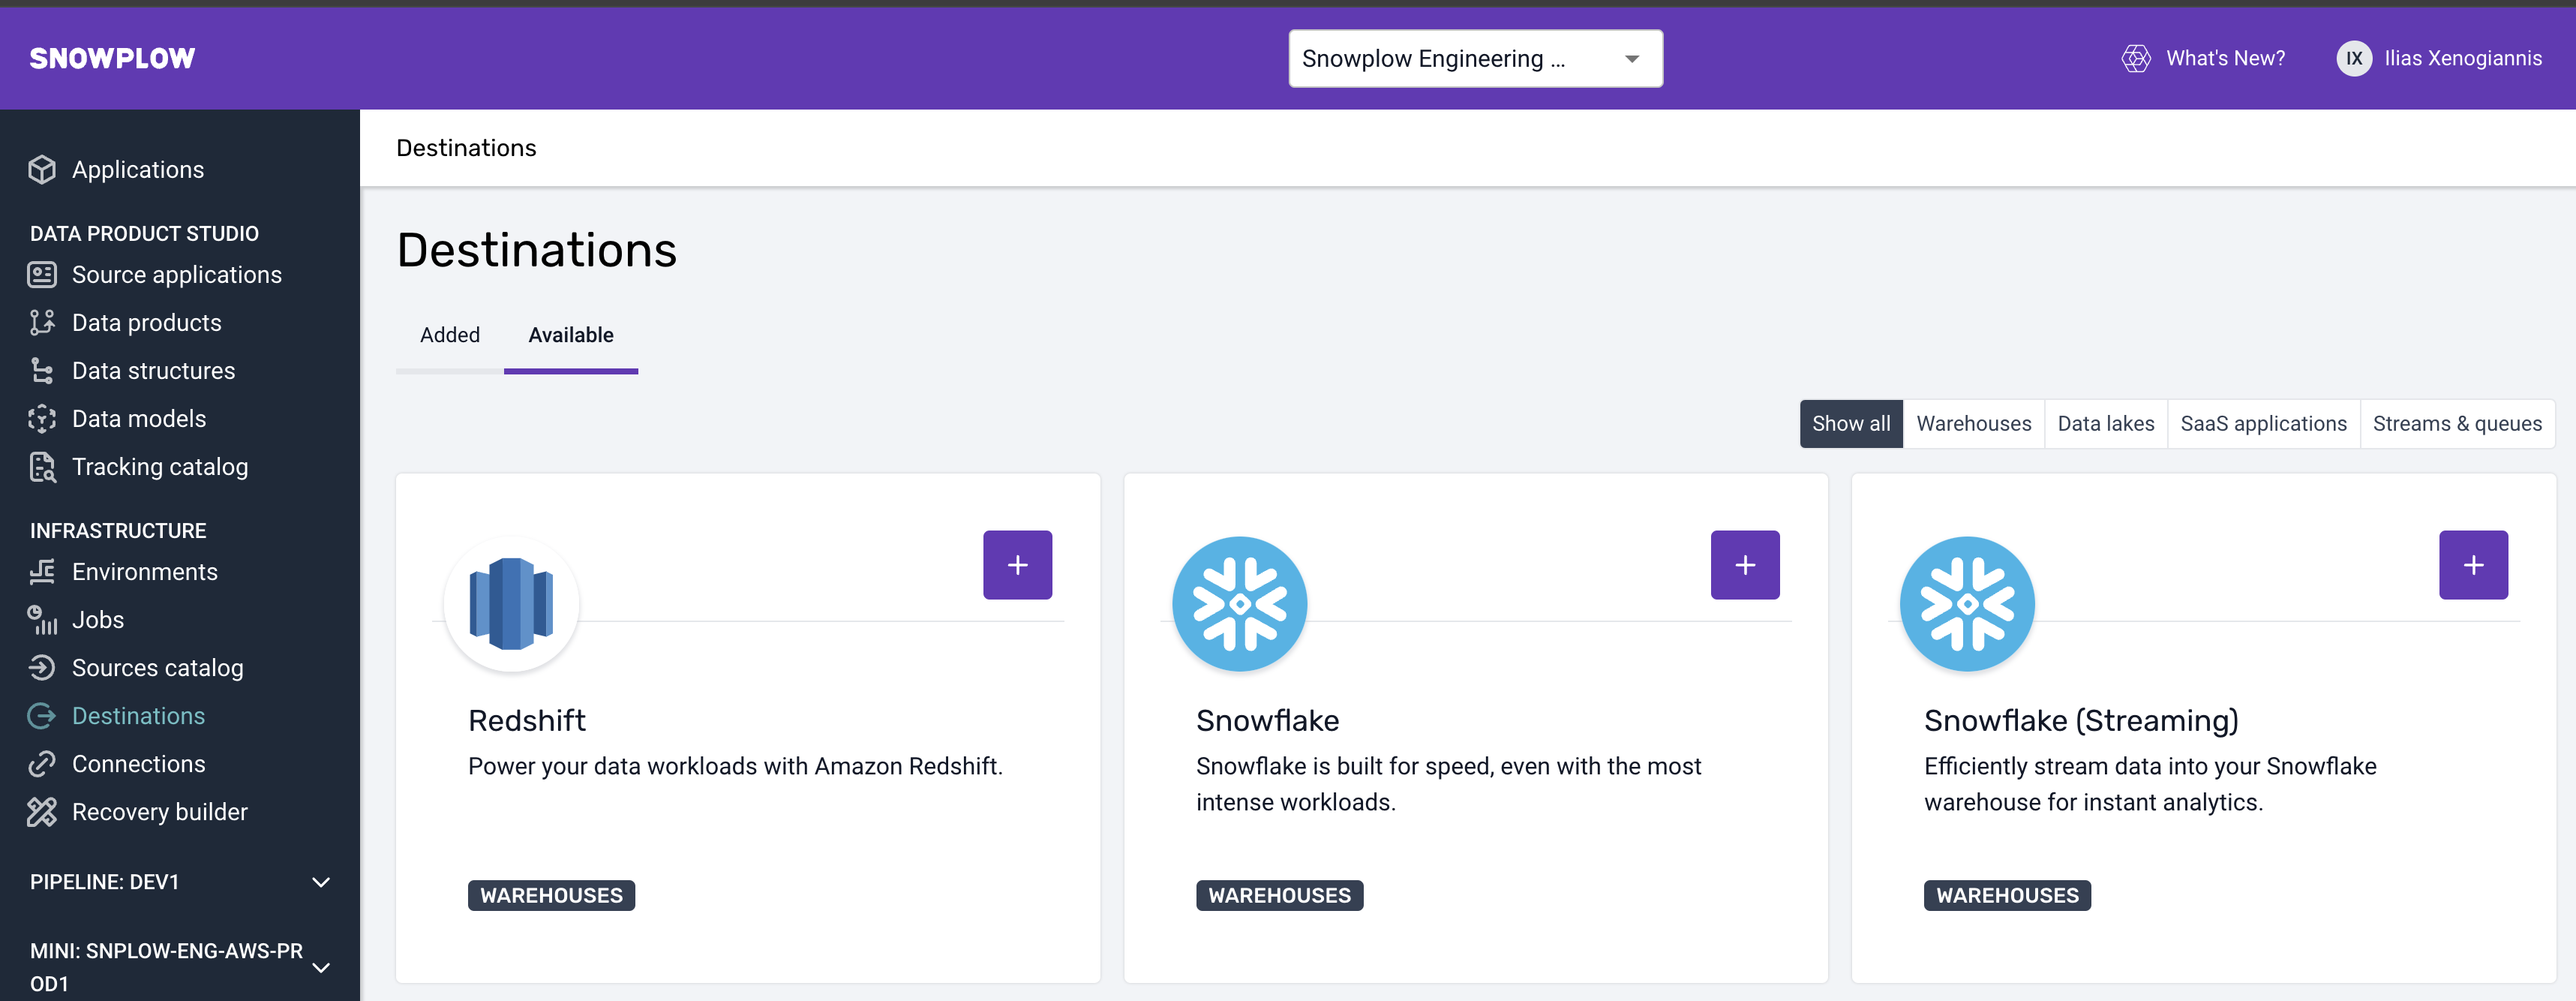 SNOWPLOW
Snowplow Engineering ...
What's New?
IX
Ilias Xenogiannis
Applications
DATA PRODUCT STUDIO
Source applications
Data products
Data structures
Data models
Tracking catalog
INFRASTRUCTURE
Environments
Jobs
Sources catalog
Destinations
Connections
Recovery builder
PIPELINE: DEV1
MINI: SNPLOW-ENG-AWS-PR
OD1
Destinations
Destinations
Added
Available
Show all
Warehouses
Data lakes
SaaS applications
Streams & queues
Redshift
Power your data workloads with Amazon Redshift.
WAREHOUSES
Snowflake
Snowflake is built for speed, even with the most
intense workloads.
WAREHOUSES
Snowflake (Streaming)
Efficiently stream data into your Snowflake
warehouse for instant analytics.
WAREHOUSES